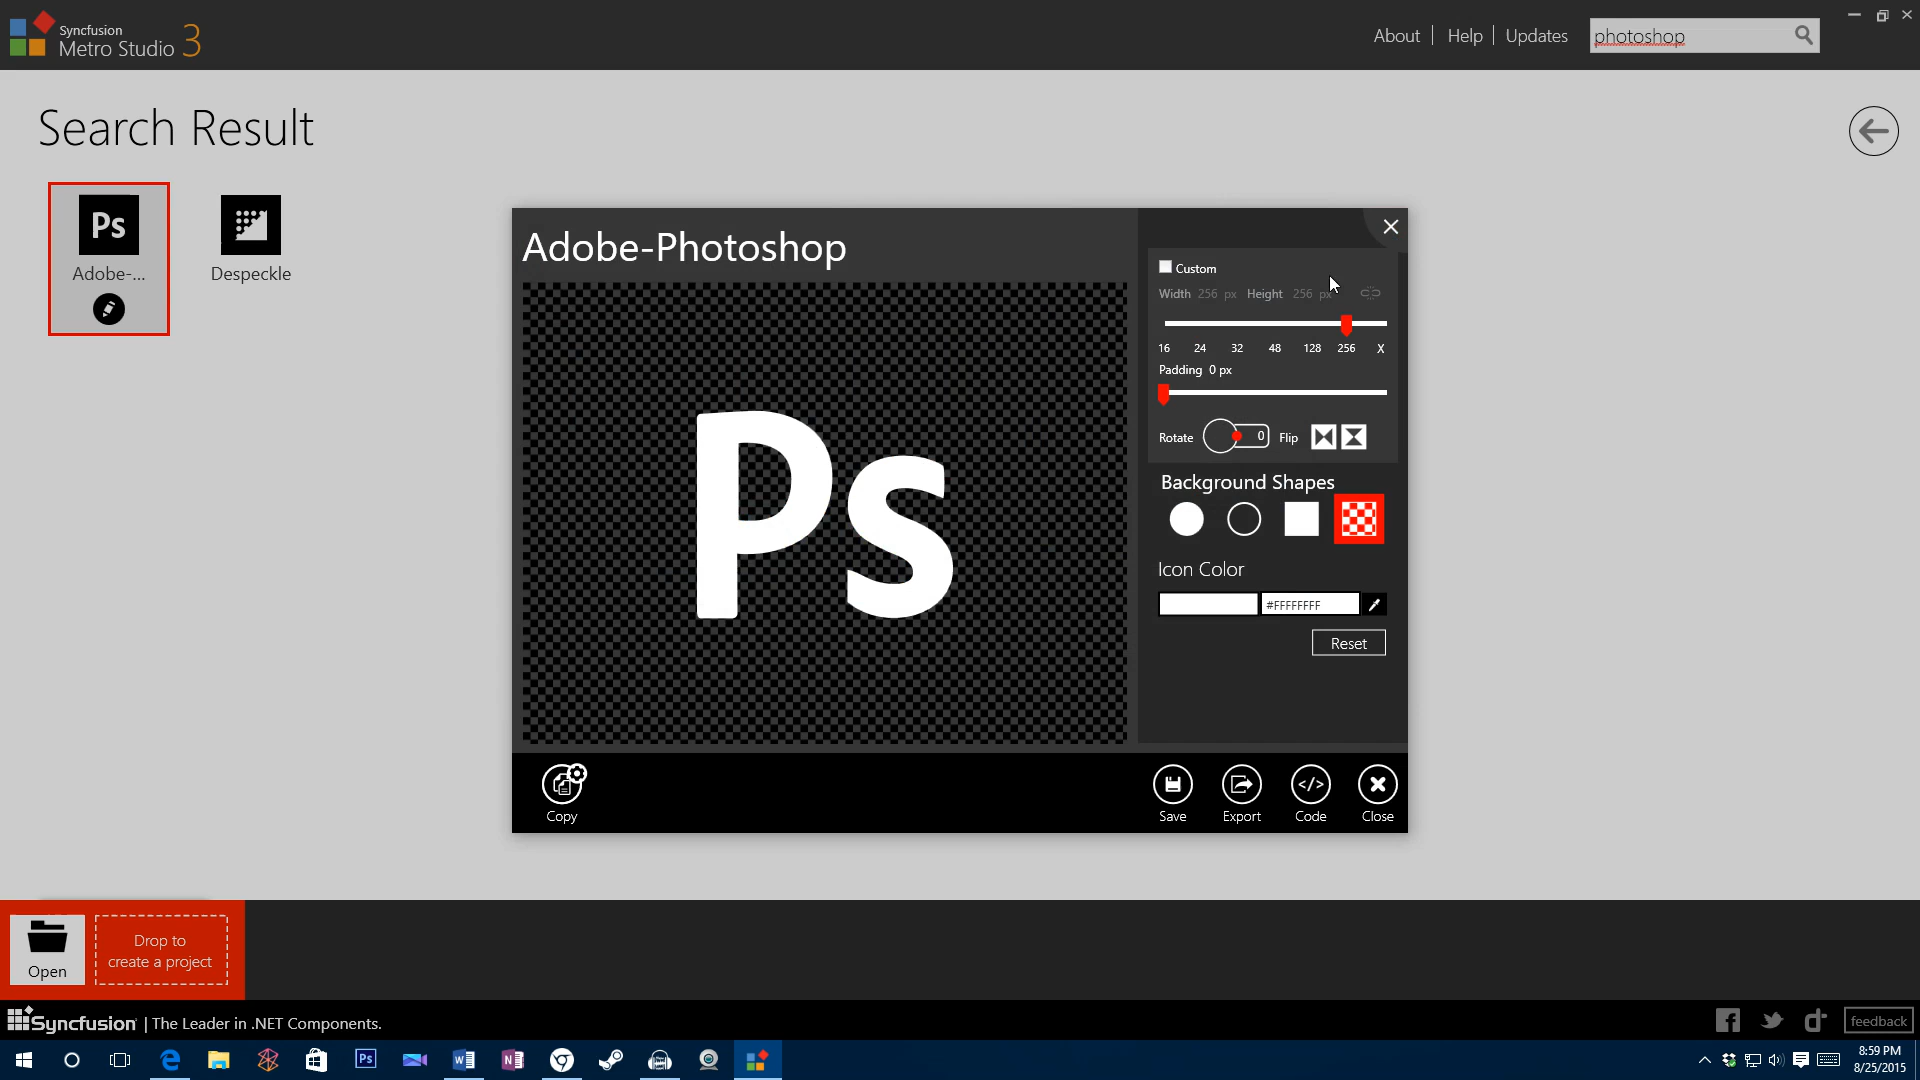 Syncfusion
Metro Studio 3
About | Help | Updates
photoshop
Search Result
Ps
Adobe-...
Despeckle
Adobe-Photoshop
Ps
Custom
Width 256 px Height 256 px
16 24 32 48 128 256 X
Padding 0 px
Rotate 0 Flip
Background Shapes
Icon Color
#FFFFFFFF
Reset
Copy
Save
Export
</>
Code
Close
Open
Drop to
create a project
Syncfusion | The Leader in .NET Components.
feedback
Ps
8:59 PM
8/25/2015